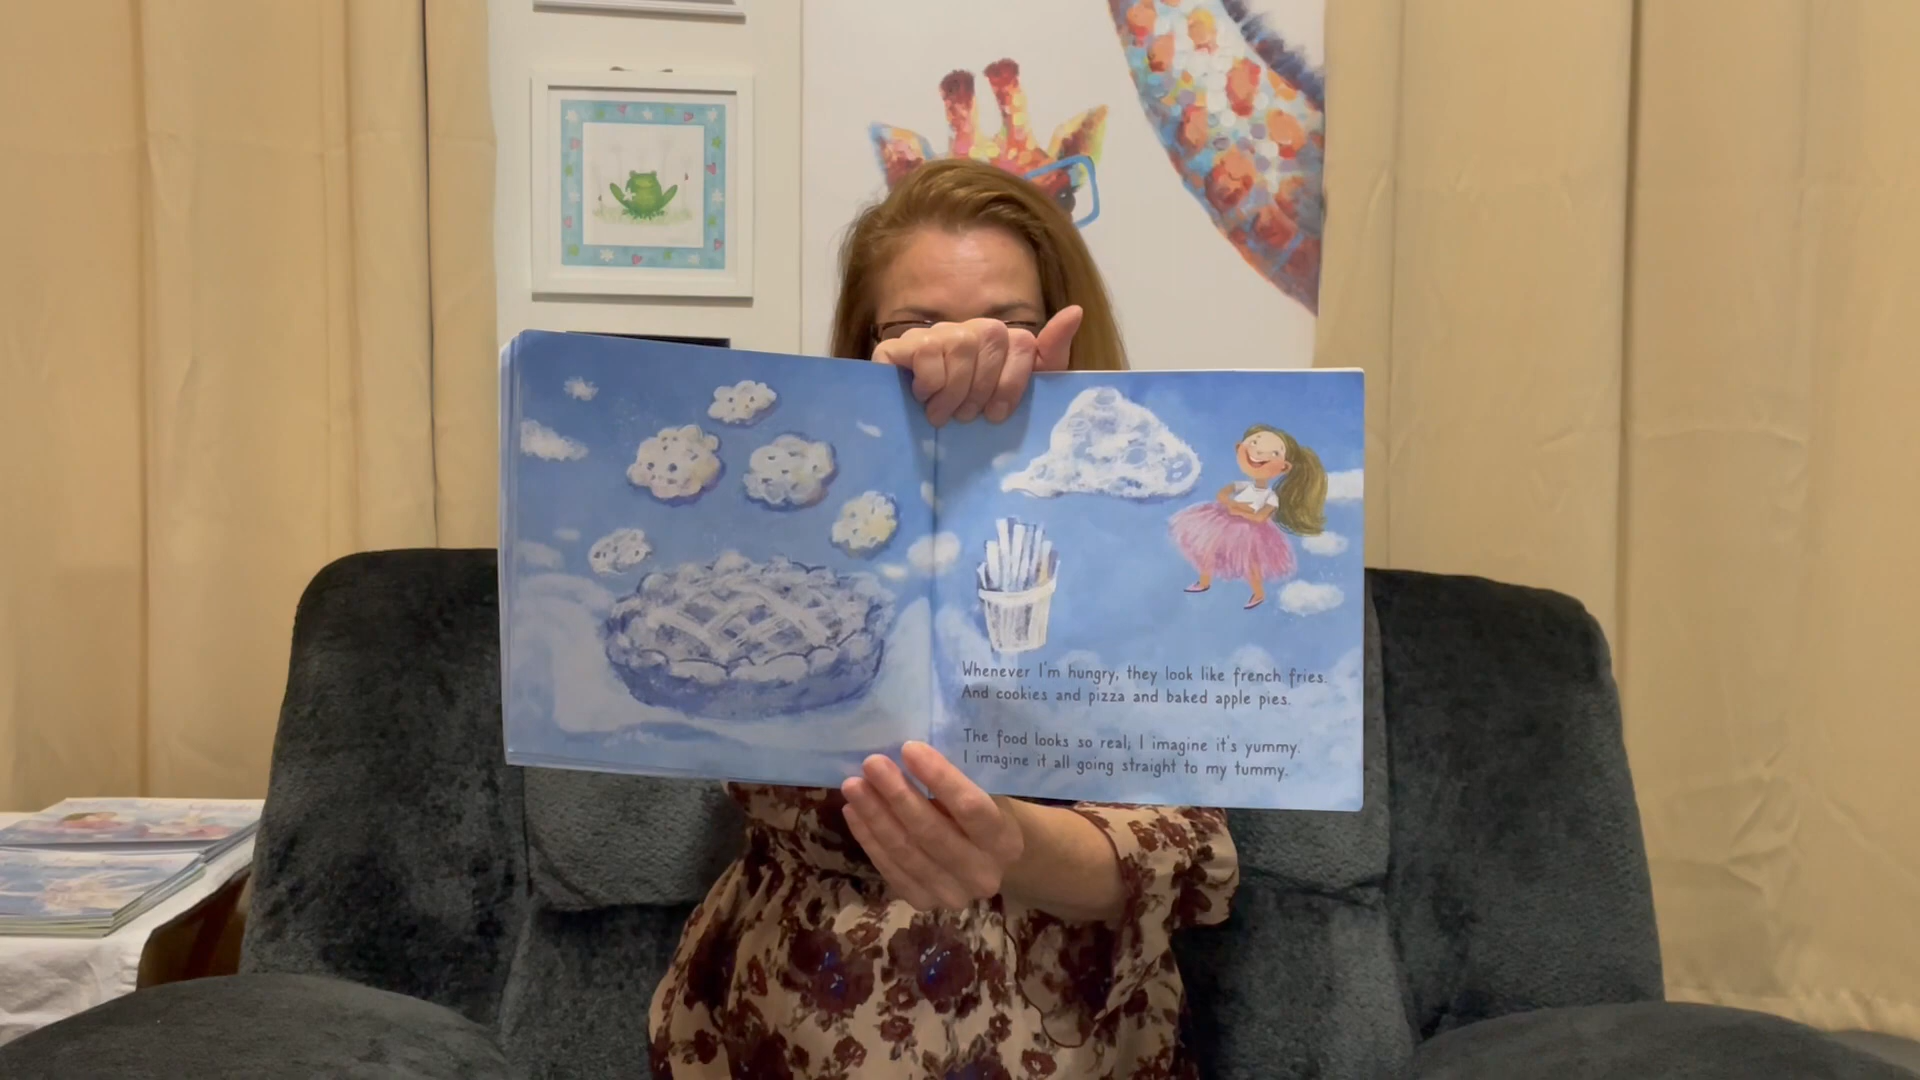 Whenever I'm hungry, they look like french fries.
And cookies and pizza and baked apple pies.
The food looks so real, I imagine it's yummy.
I imagine it all going straight to my tummy.